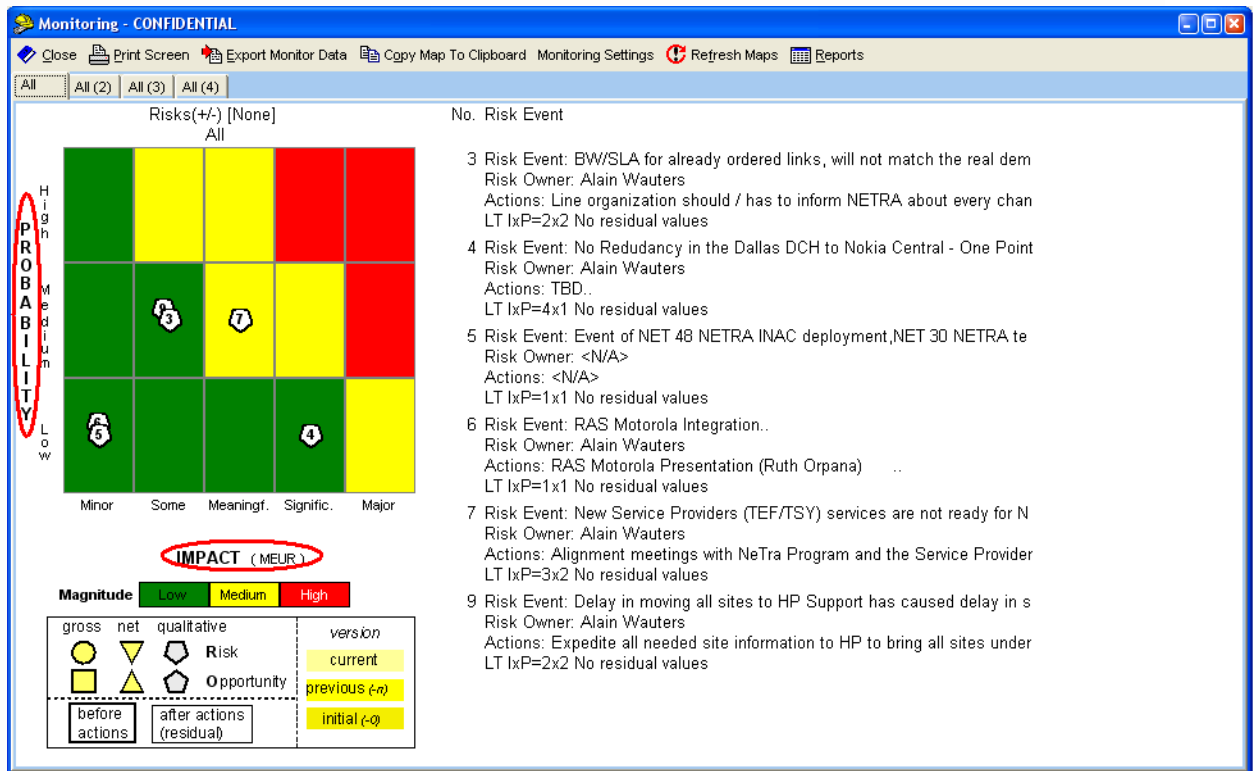 Monitoring - CONFIDENTIAL
Close Print Screen Export Monitor Data Copy Map To Clipboard Monitoring Settings Refresh Maps Reports
All All (2) All (3) All (4)
Risks(+/-) [None]
All
PROBABILITY
High
Medium
Low
9
3
7
6
5
4
Minor Some Meaningf. Signific. Major
IMPACT ( MEUR )
Magnitude Low Medium High
gross net qualitative
Risk
Opportunity
before
actions
after actions
(residual)
version
current
previous (-n)
initial (-0)
No. Risk Event
3 Risk Event: BW/SLA for already ordered links, will not match the real dem
Risk Owner: Alain Wauters
Actions: Line organization should / has to inform NETRA about every chan
LT IxP=2x2 No residual values
4 Risk Event: No Redudancy in the Dallas DCH to Nokia Central - One Point
Risk Owner: Alain Wauters
Actions: TBD..
LT IxP=4x1 No residual values
5 Risk Event: Event of NET 48 NETRA INAC deployment,NET 30 NETRA te
Risk Owner: <N/A>
Actions: <N/A>
LT IxP=1x1 No residual values
6 Risk Event: RAS Motorola Integration..
Risk Owner: Alain Wauters
Actions: RAS Motorola Presentation (Ruth Orpana) ..
LT IxP=1x1 No residual values
7 Risk Event: New Service Providers (TEF/TSY) services are not ready for N
Risk Owner: Alain Wauters
Actions: Alignment meetings with NeTra Program and the Service Provider
LT IxP=3x2 No residual values
9 Risk Event: Delay in moving all sites to HP Support has caused delay in s
Risk Owner: Alain Wauters
Actions: Expedite all needed site information to HP to bring all sites under
LT IxP=2x2 No residual values